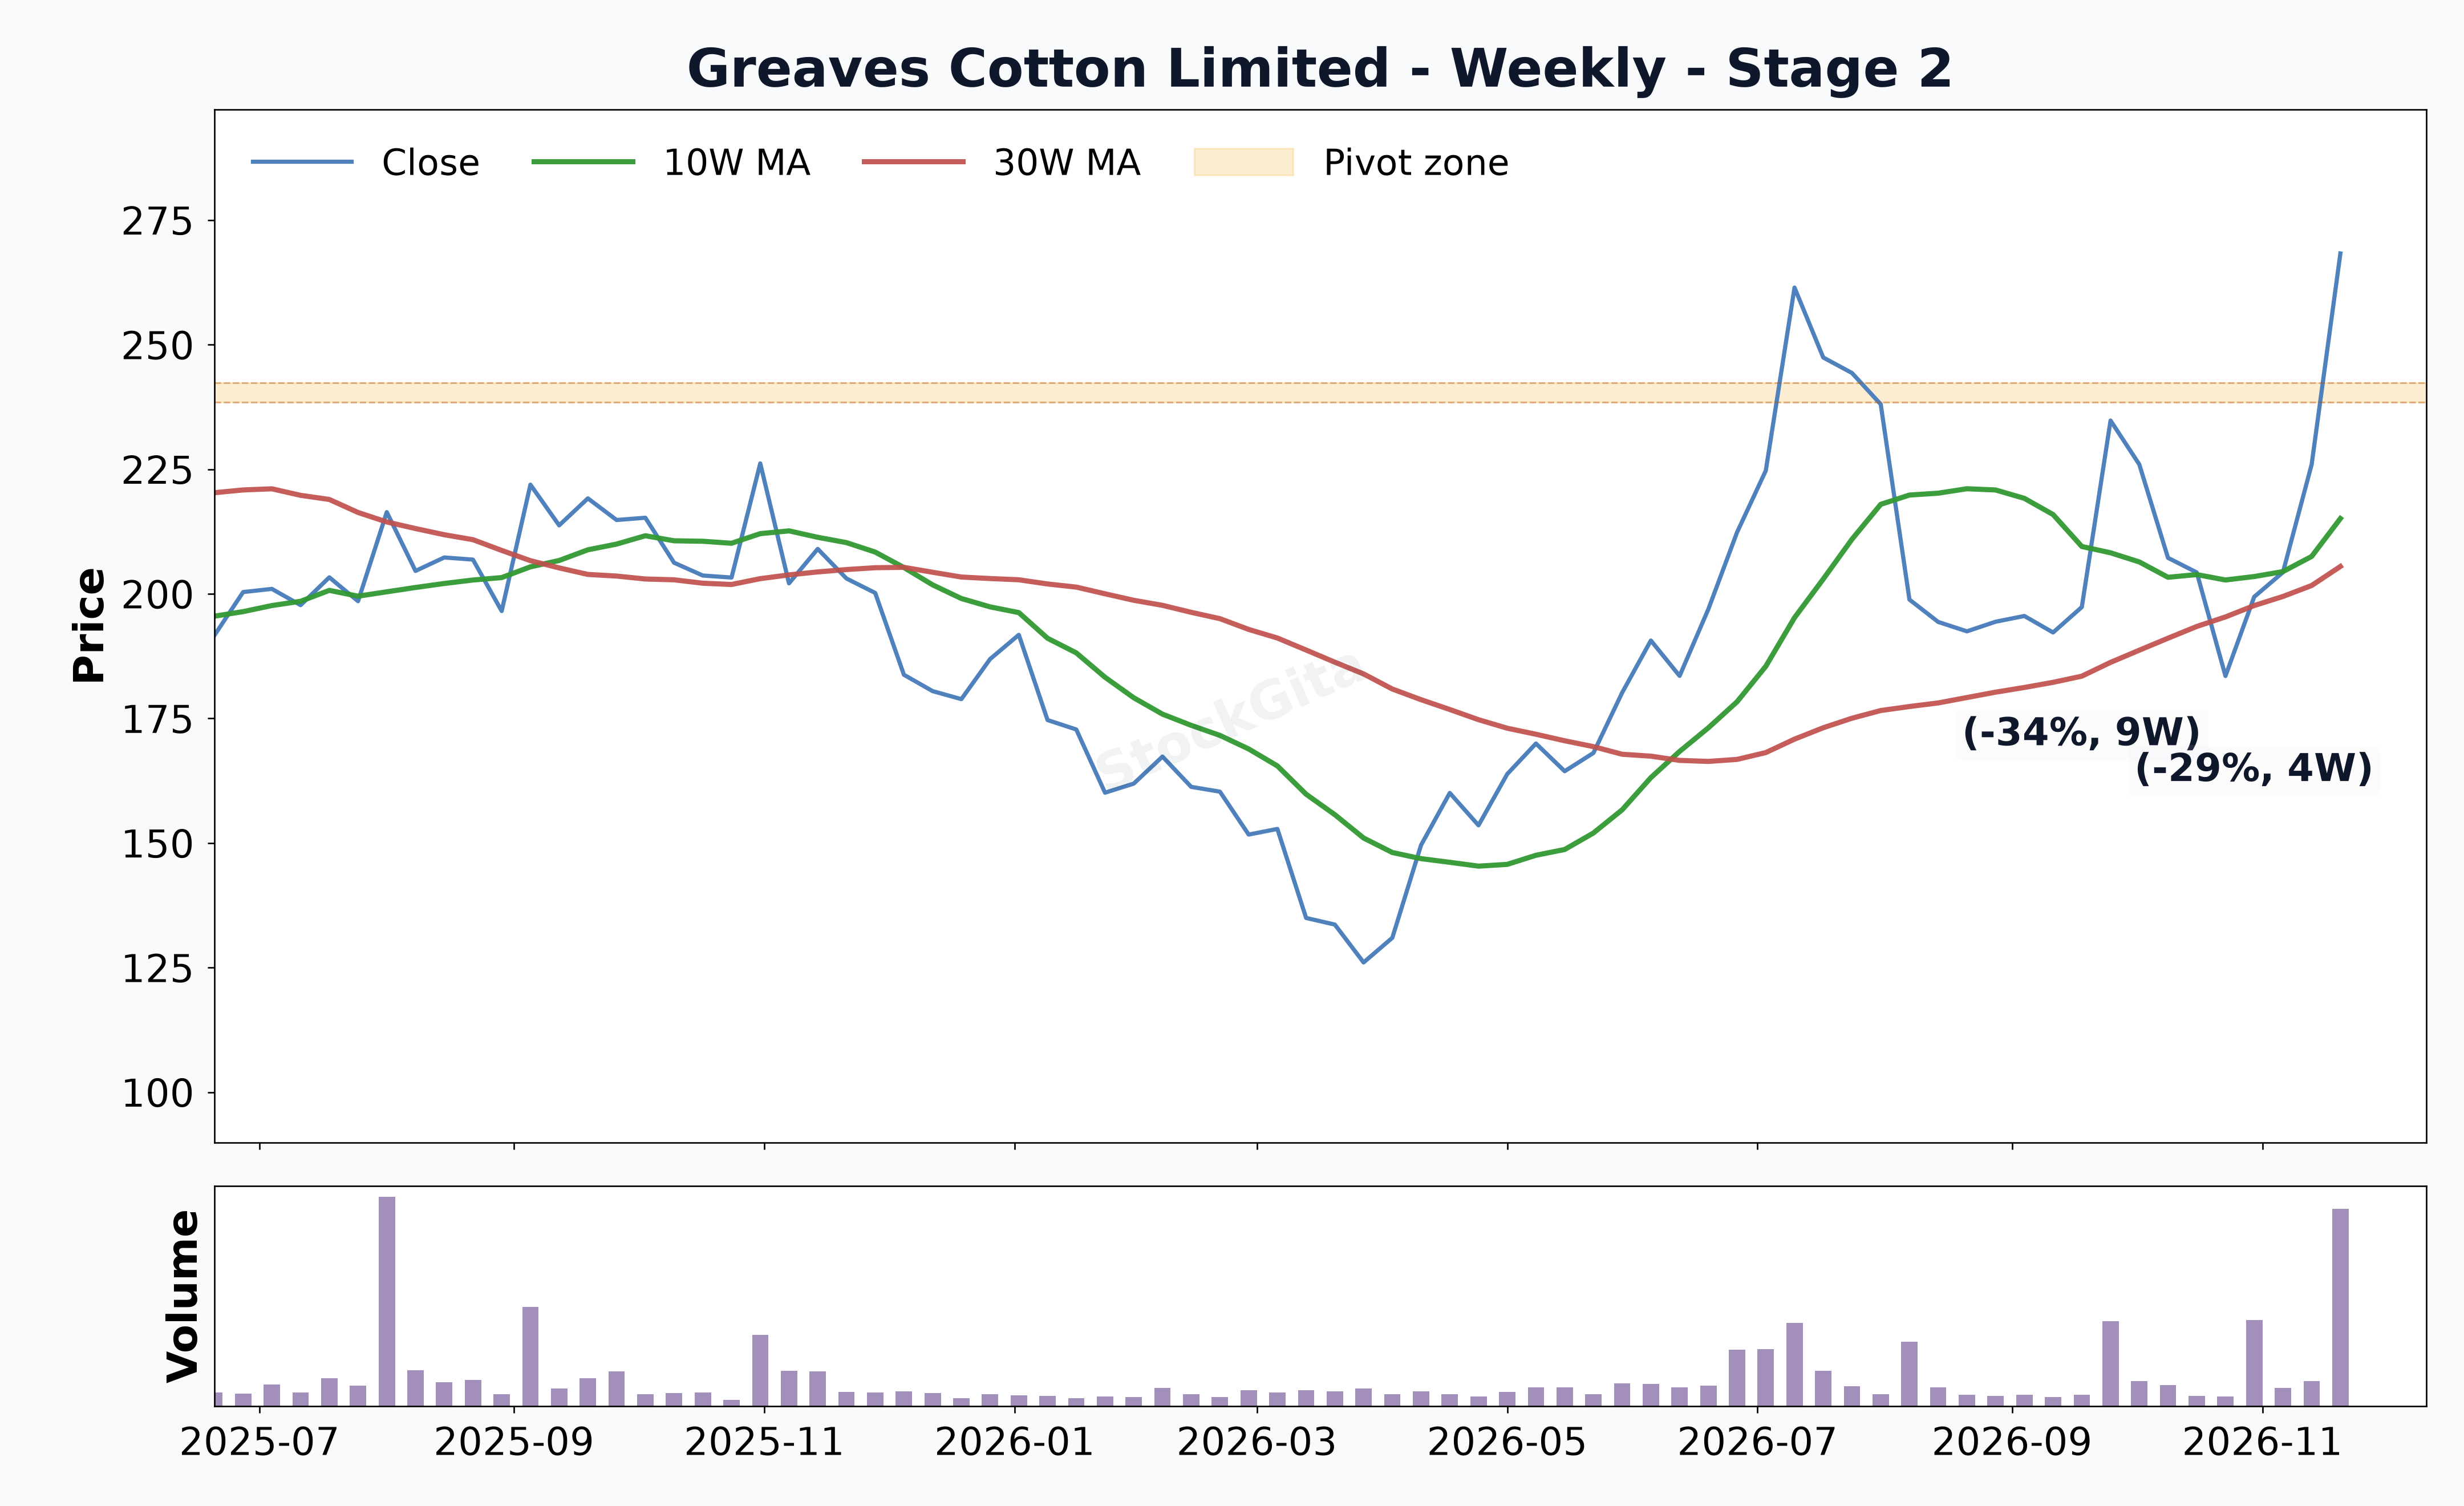 Greaves Cotton Limited - Weekly - Stage 2
Close 10W MA 30W MA Pivot zone
275
250
225
200
175
150
125
100
Price
StockGita
(-34%, 9W)
(-29%, 4W)
Volume
2025-07 2025-09 2025-11 2026-01 2026-03 2026-05 2026-07 2026-09 2026-11